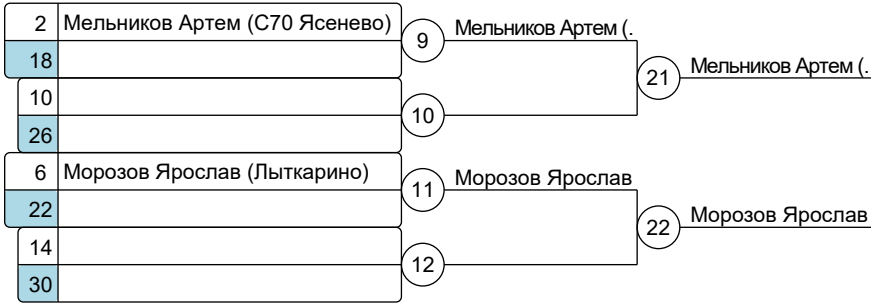 2 Мельников Артем (С70 Ясенево) 9 Мельников Артем (.
18
21 Мельников Артем (.
10
10
26
6 Морозов Ярослав (Лыткарино) 11 Морозов Ярослав
22
22 Морозов Ярослав
14
12
30